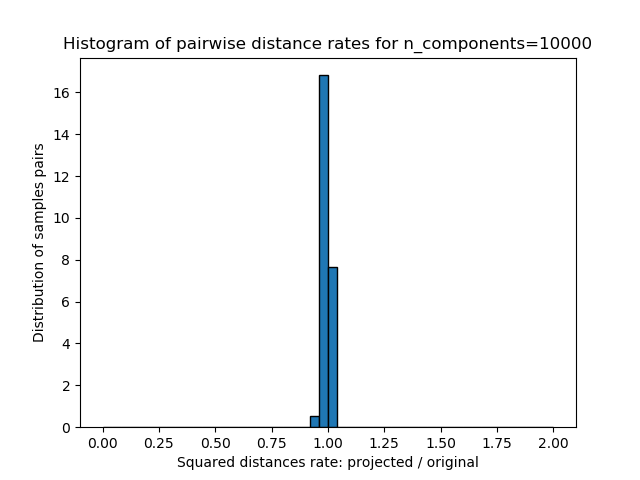 Histogram of pairwise distance rates for n_components=10000
Distribution of samples pairs
16
14
12
10
8
6
4
2
0
0.00 0.25 0.50 0.75 1.00 1.25 1.50 1.75 2.00
Squared distances rate: projected / original